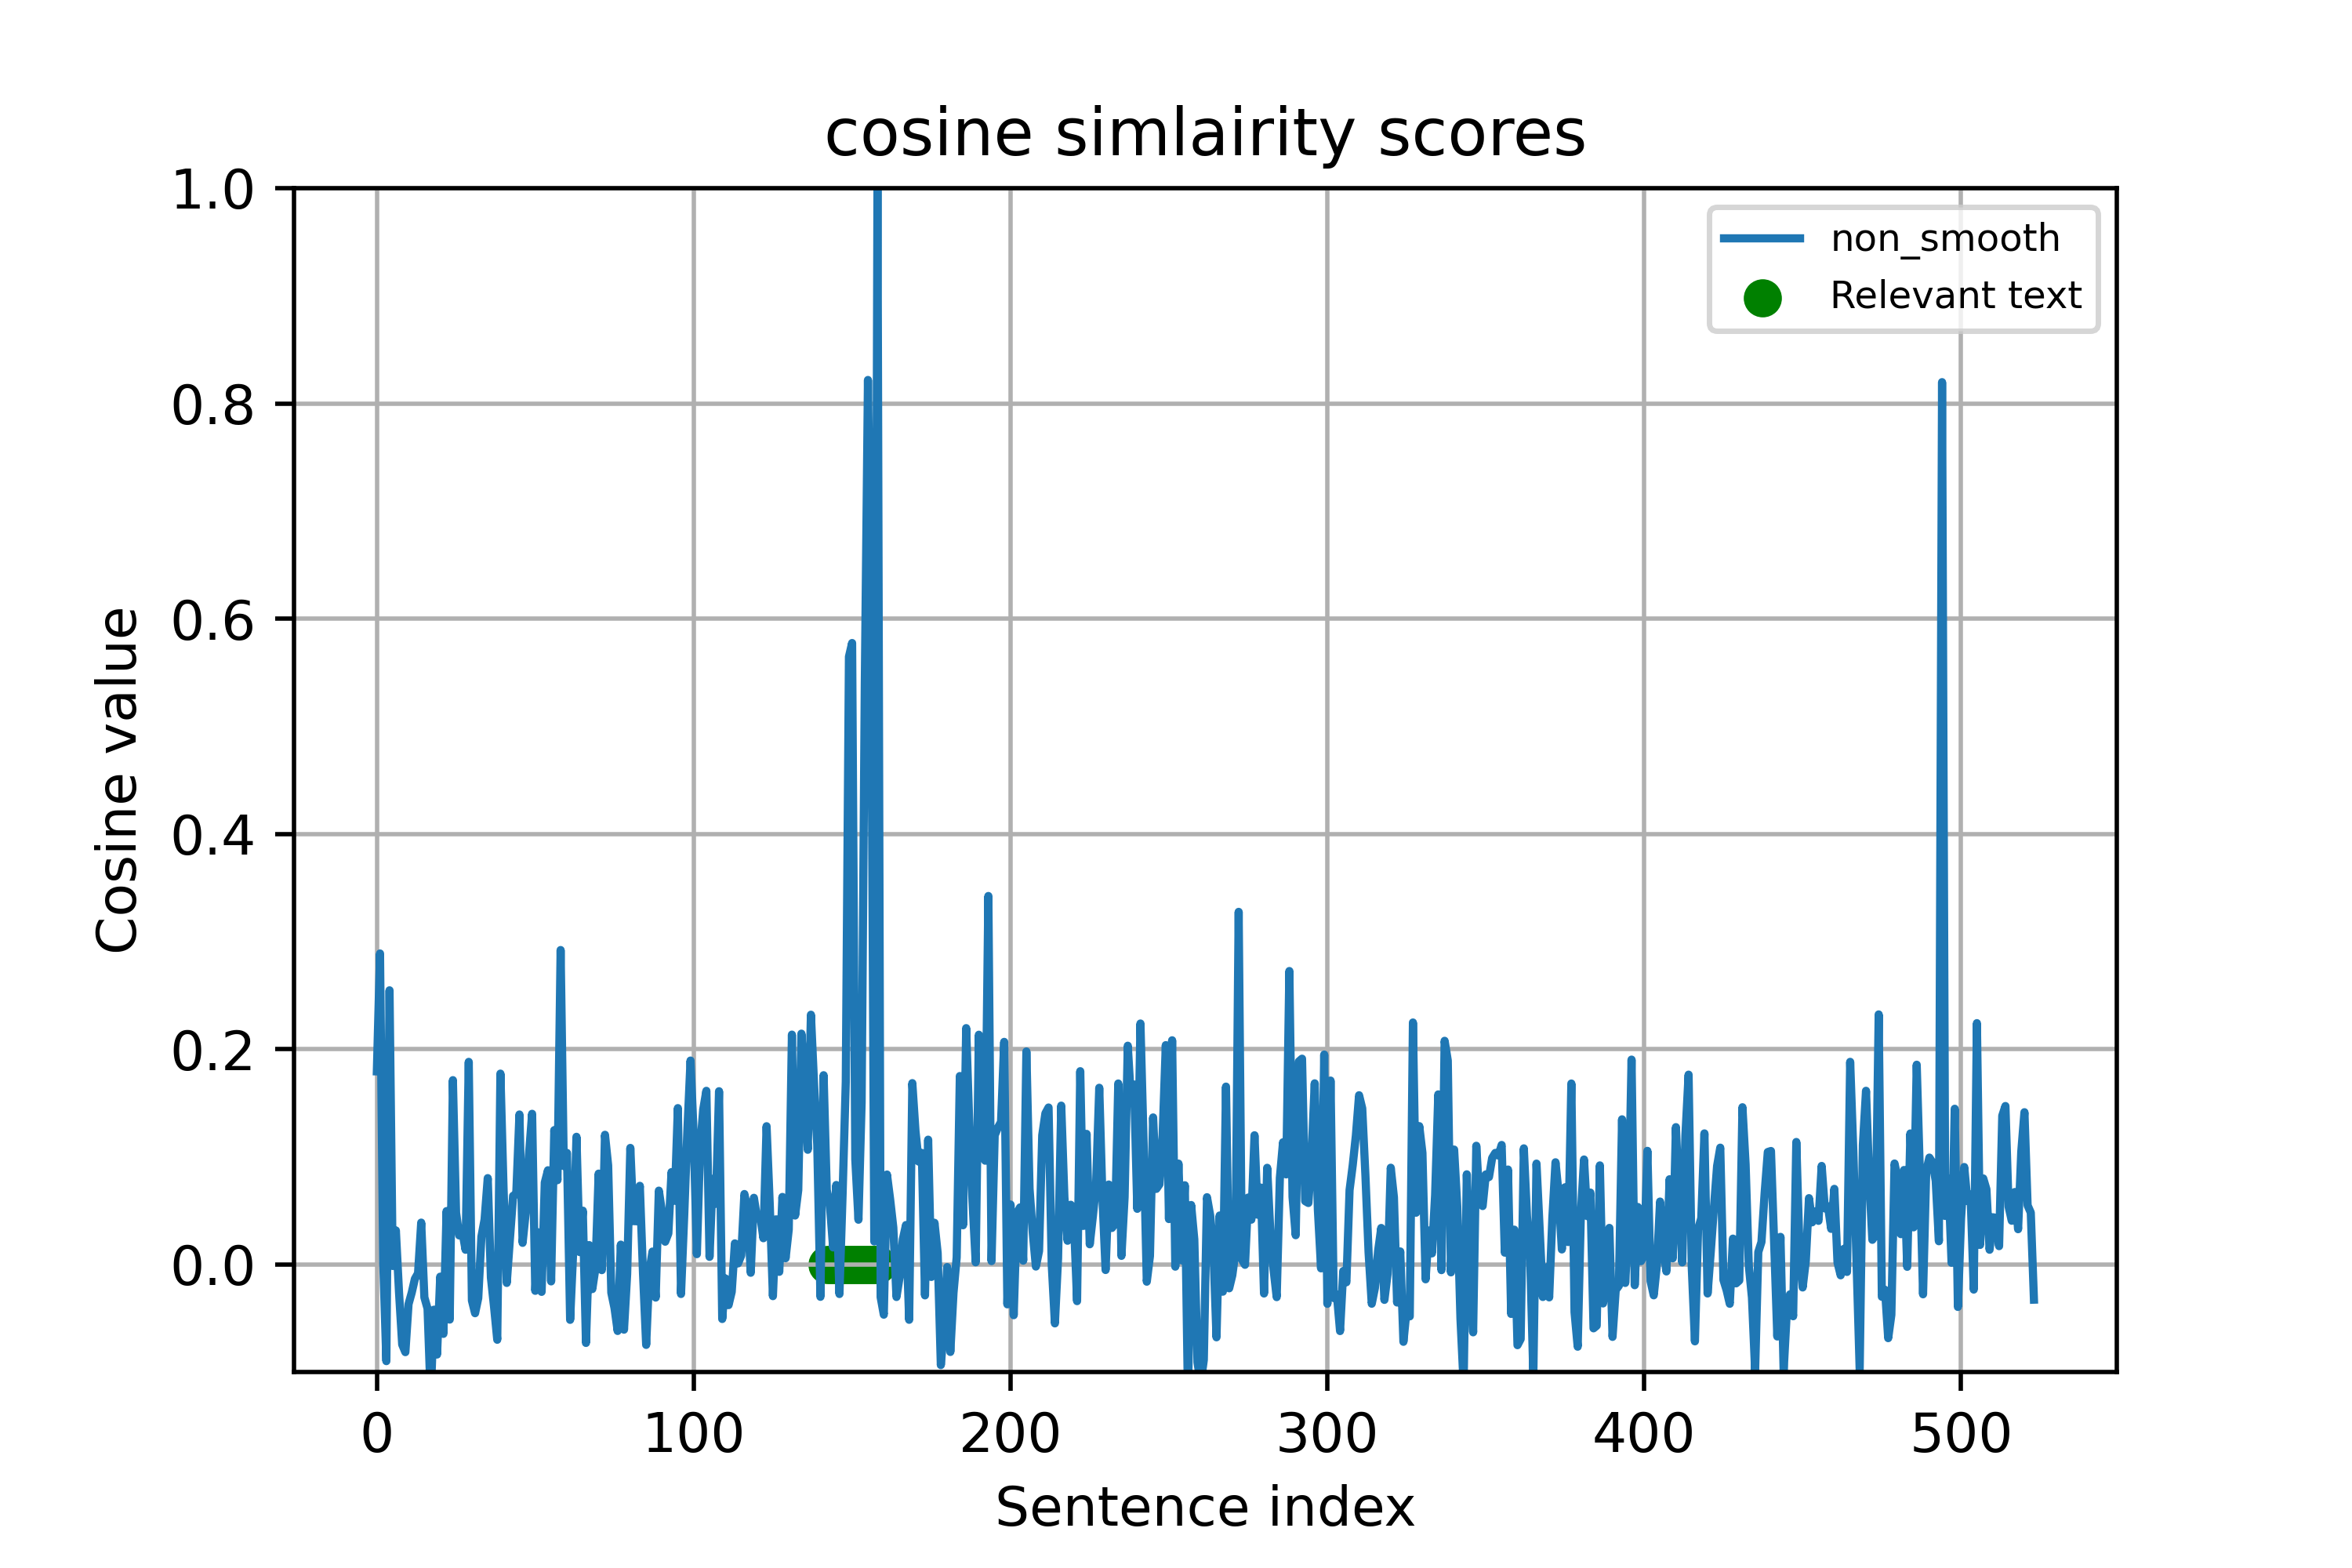 cosine simlairity scores
1.0
0.8
0.6
0.4
0.2
0.0
Cosine value
non_smooth
Relevant text
0 100 200 300 400 500
Sentence index